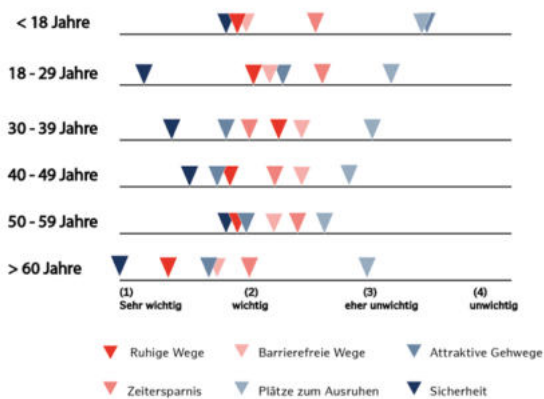 < 18 Jahre
18 - 29 Jahre
30 - 39 Jahre
40 - 49 Jahre
50 - 59 Jahre
> 60 Jahre
(1) (2) (3) (4)
Sehr wichtig wichtig eher unwichtig unwichtig
Ruhige Wege Barrierefreie Wege Attraktive Gehwege
Zeitersparnis Plätze zum Ausruhen Sicherheit